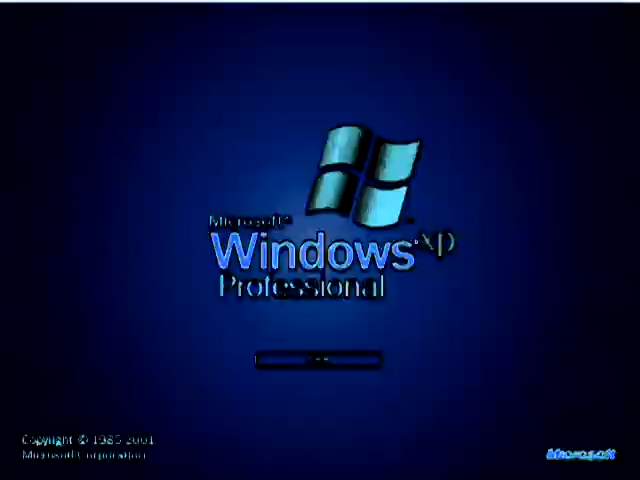 Microsoft®
Windows xp
Professional
Copyright © 1985-2001
Microsoft Corporation
Microsoft